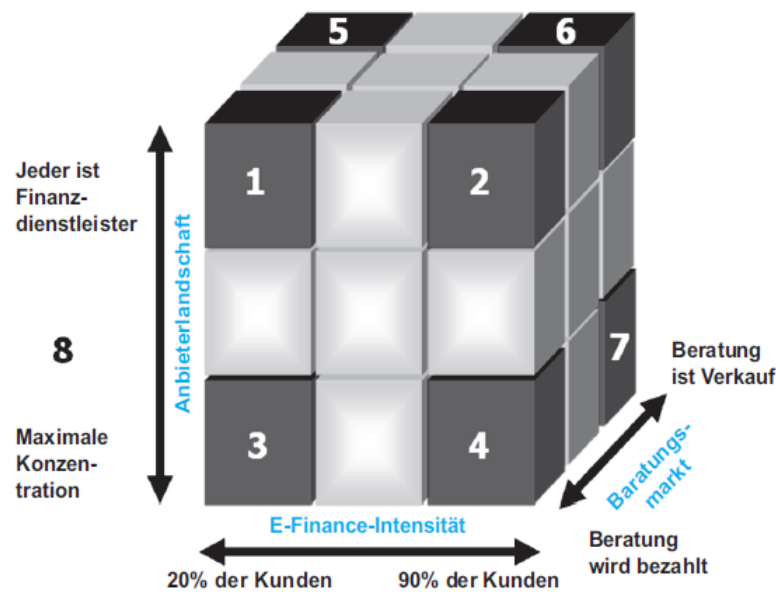 5
6
1
2
Jeder ist
Finanz-
dienstleister
Anbieterlandschaft
8
7
Beratung
ist Verkauf
3
4
Maximale
Konzen-
tration
Baratungs-
markt
E-Finance-Intensität
Beratung
wird bezahlt
20% der Kunden
90% der Kunden